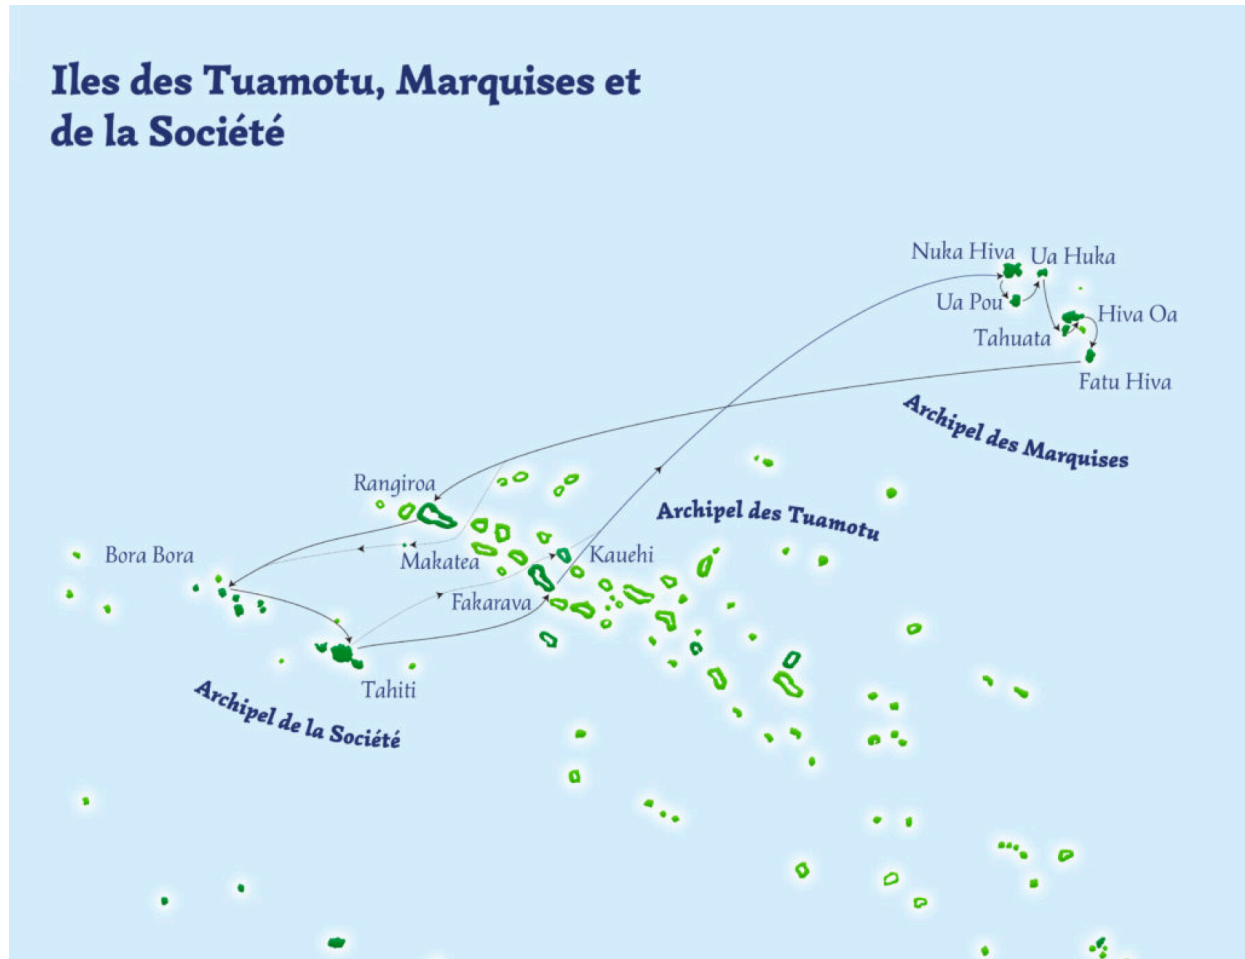 Iles des Tuamotu, Marquises et
de la Société
Nuka Hiva
Ua Huka
Ua Pou
Hiva Oa
Tahuata
Fatu Hiva
Archipel des Marquises
Rangiroa
Archipel des Tuamotu
Bora Bora
Makatea
Kauehi
Fakarava
Tahiti
Archipel de la Société